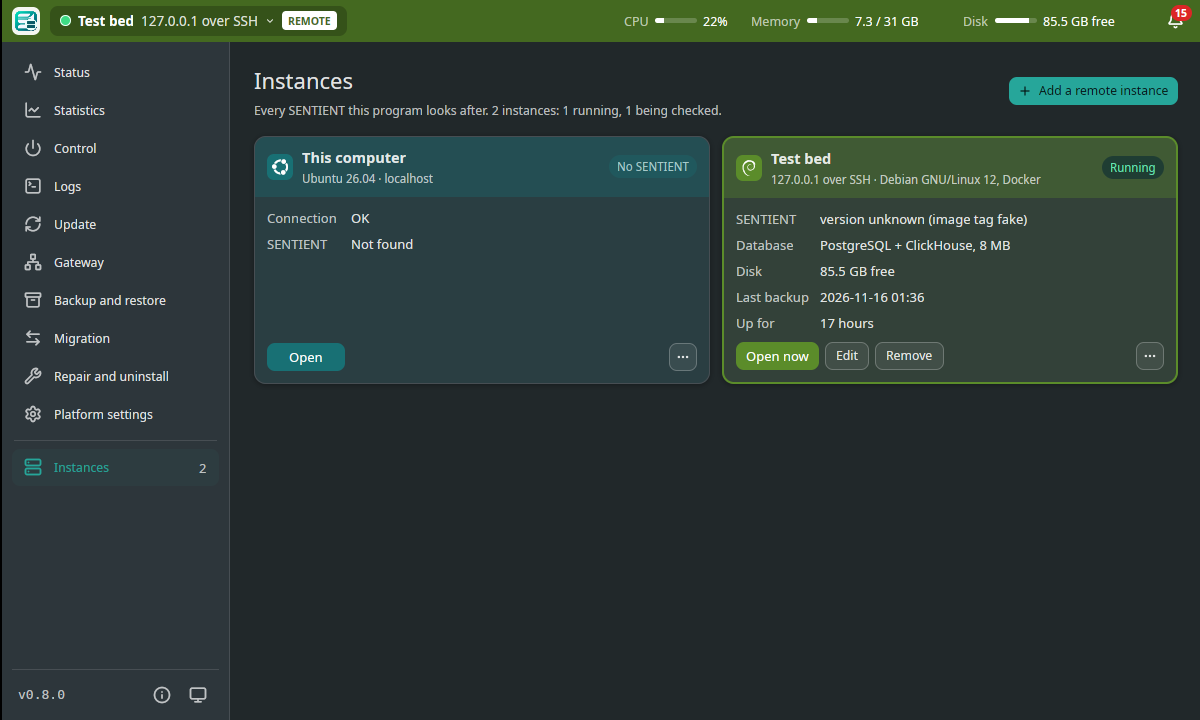 Test bed 127.0.0.1 over SSH REMOTE
CPU 22% Memory 7.3 / 31 GB Disk 85.5 GB free 15
Status
Statistics
Control
Logs
Update
Gateway
Backup and restore
Migration
Repair and uninstall
Platform settings
Instances 2
v0.8.0
Instances
Every SENTIENT this program looks after. 2 instances: 1 running, 1 being checked.
+ Add a remote instance
This computer
Ubuntu 26.04 · localhost
No SENTIENT
Connection OK
SENTIENT Not found
Open
...
Test bed
127.0.0.1 over SSH · Debian GNU/Linux 12, Docker
Running
SENTIENT version unknown (image tag fake)
Database PostgreSQL + ClickHouse, 8 MB
Disk 85.5 GB free
Last backup 2026-11-16 01:36
Up for 17 hours
Open now Edit Remove
...